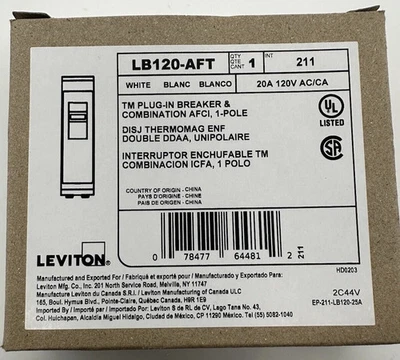 LB120-AFT QTY QTE CANT 1 INT 211
WHITE BLANC BLANCO 20A 120V AC/CA
TM PLUG-IN BREAKER &
COMBINATION AFCI, 1-POLE
DISJ THERMOMAG ENF
DOUBLE DDAA, UNIPOLAIRE
INTERRUPTOR ENCHUFABLE TM
COMBINACION ICFA, 1 POLO
UL
LISTED
SA
COUNTRY OF ORIGIN - CHINA
PAYS D'ORIGINE - CHINE
PAIS DE ORIGEN - CHINA
0 78477 64481 2 211
LEVITON® HD0203
Manufactured and Exported For / Fabriqué et exporté pour / Manufacturado y Exportado para:
Leviton Mfg. Co., Inc. 201 North Service Road, Melville, NY 11747
Manufacture Leviton du Canada / Leviton Manufacturing of Canada ULC 2C44V
165, Boul. Hymus Blvd., Pointe-Claire, Québec Canada, H9R 1E9 EP-211-LB120-25A
Imported by / Importé par / Importado Por: Leviton S de RL de CV, Lago Tana No. 43,
Col. Huichapan, Alcaldía Miguel Hidalgo, Ciudad de México CP 11290 México. Tel. (55) 5082-1040